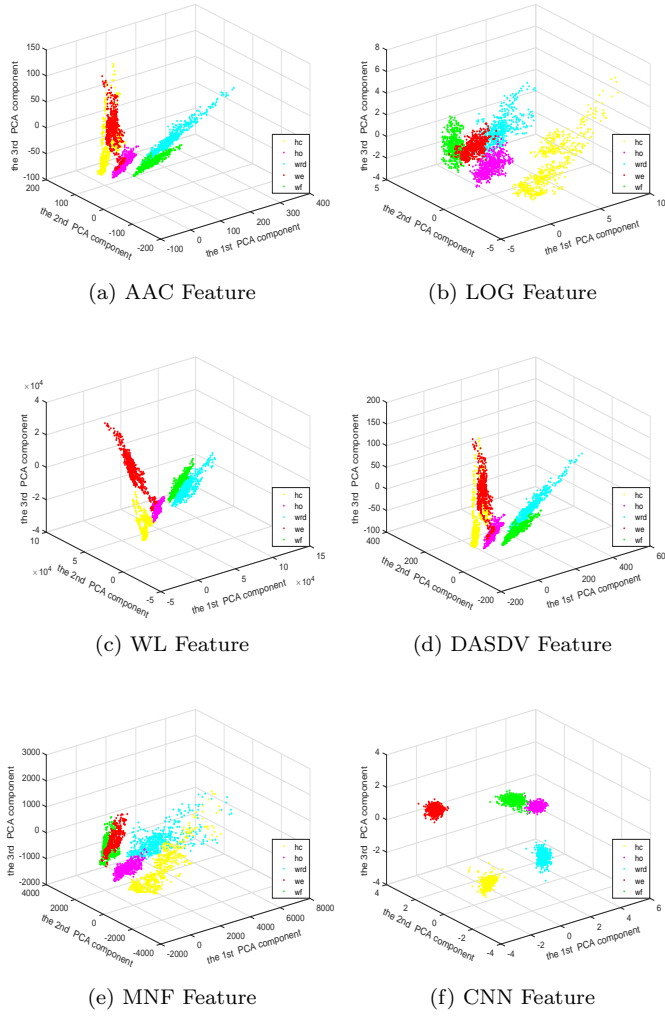 150
100
50
0
-50
-100
200
100
0
-100
-200
-100
0
100
200
300
400
the 3rd PCA component
the 2nd PCA component
the 1st PCA component
hc
ho
wrd
we
wf
8
6
4
2
0
-2
-4
5
0
-5
-5
0
5
10
the 3rd PCA component
the 2nd PCA component
the 1st PCA component
hc
ho
wrd
we
wf
(a) AAC Feature
(b) LOG Feature
×10⁴
4
2
0
-2
-4
10
5
0
-5
×10⁴
-5
0
5
10
15
×10⁴
the 3rd PCA component
the 2nd PCA component
the 1st PCA component
hc
ho
wrd
we
wf
200
150
100
50
0
-50
-100
400
200
0
-200
-200
0
200
400
600
the 3rd PCA component
the 2nd PCA component
the 1st PCA component
hc
ho
wrd
we
wf
(c) WL Feature
(d) DASDV Feature
3000
2000
1000
0
-1000
-2000
4000
2000
0
-2000
-4000
-2000
0
2000
4000
6000
8000
the 3rd PCA component
the 2nd PCA component
the 1st PCA component
hc
ho
wrd
we
wf
4
2
0
-2
-4
4
2
0
-2
-4
-4
-2
0
2
4
6
the 3rd PCA component
the 2nd PCA component
the 1st PCA component
hc
ho
wrd
we
wf
(e) MNF Feature
(f) CNN Feature